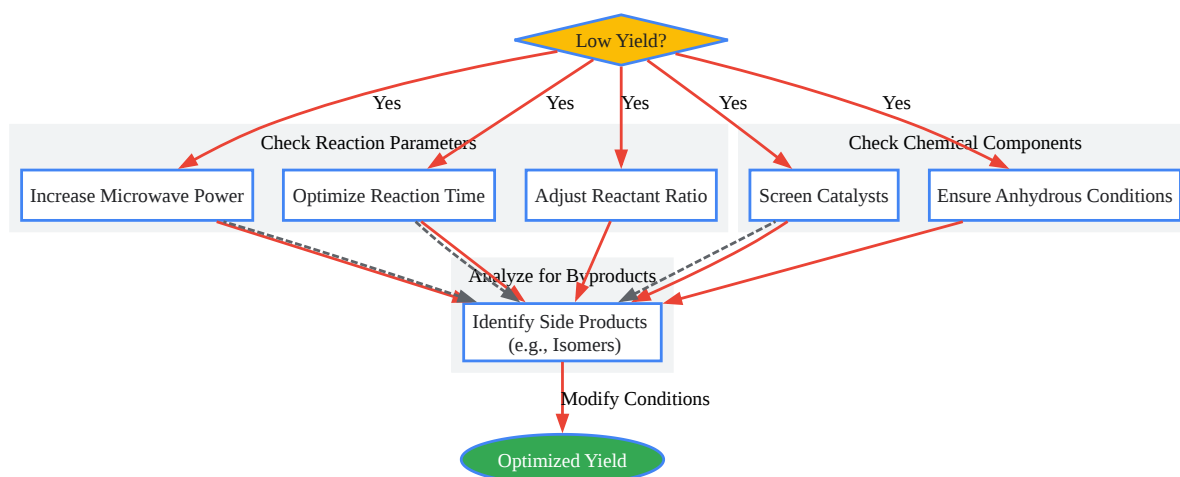 Low Yield?
Yes
Yes
Yes
Yes
Yes
Check Reaction Parameters
Check Chemical Components
Increase Microwave Power
Optimize Reaction Time
Adjust Reactant Ratio
Screen Catalysts
Ensure Anhydrous Conditions
Analyze for Byproducts
Identify Side Products
(e.g., Isomers)
Modify Conditions
Optimized Yield